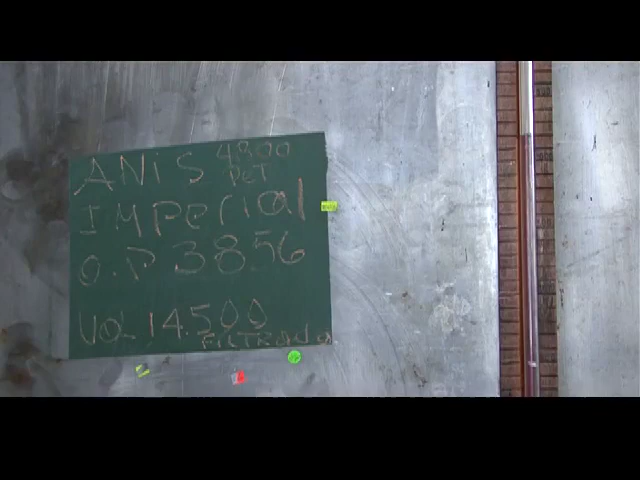 ANiS 4800
PET
IMPerial
O.P. 3856
VOL 14.500
FILTRADO